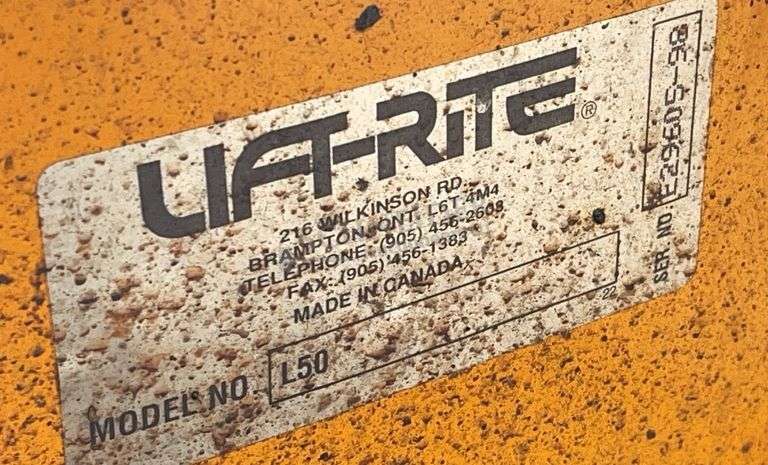 LIFT-RITE®
216 WILKINSON RD.
BRAMPTON, ONT. L6T 4M4
TELEPHONE: (905) 456-2603
FAX: (905) 456-1383
MADE IN CANADA
MODEL NO. L50
22
SER. NO. E29605-98